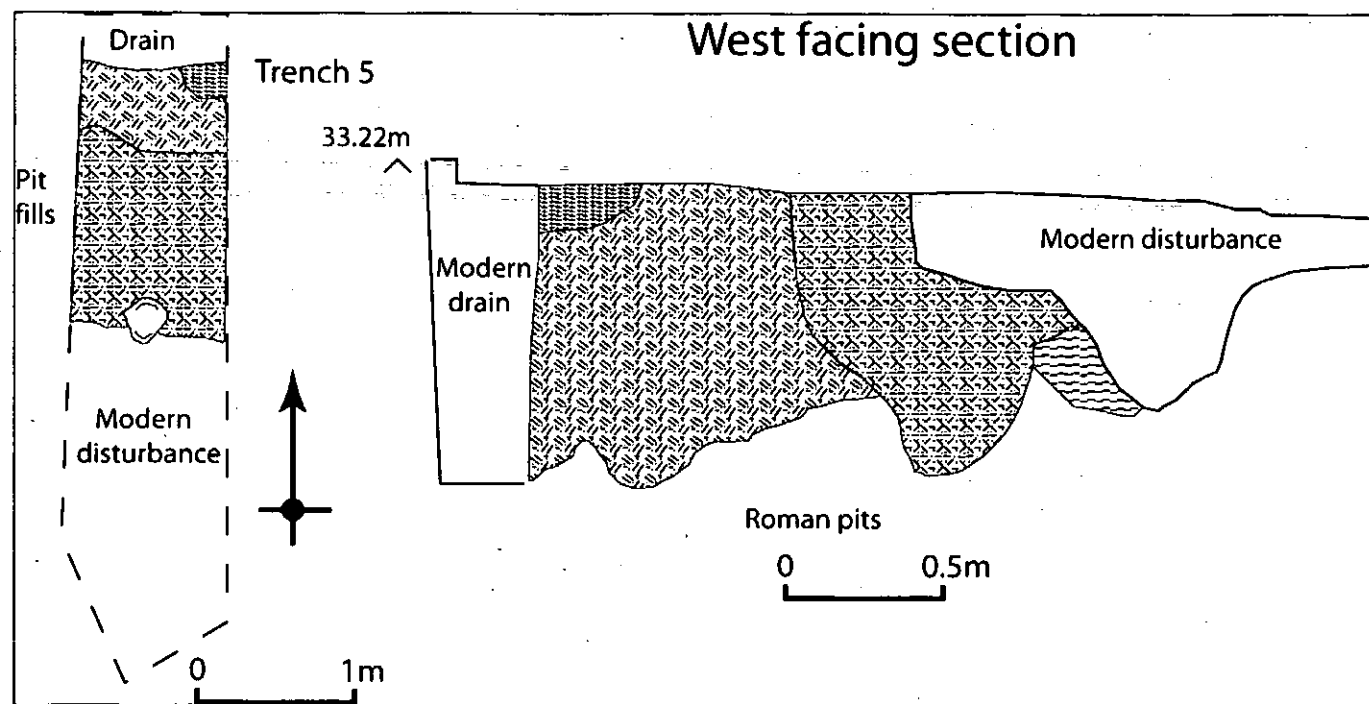 West facing section
Drain
Trench 5
33.22m
Pit
fills
Modern
drain
Modern disturbance
Modern
disturbance
Roman pits
0 0.5m
0 1m